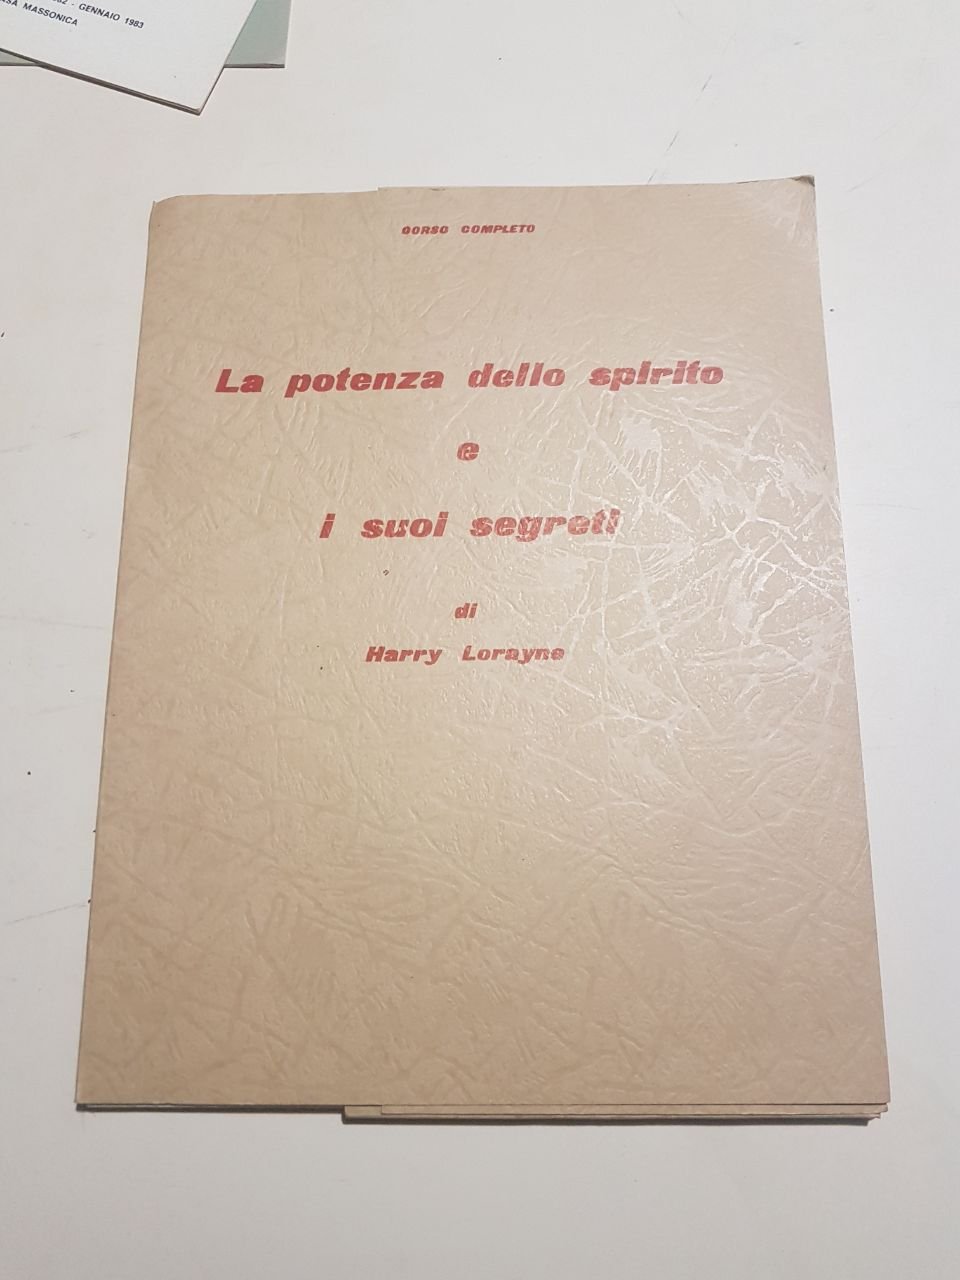 GENNAIO 1983
MASSONICA
CORSO COMPLETO
La potenza dello spirito
e
i suoi segreti
di
Harry Lorayne